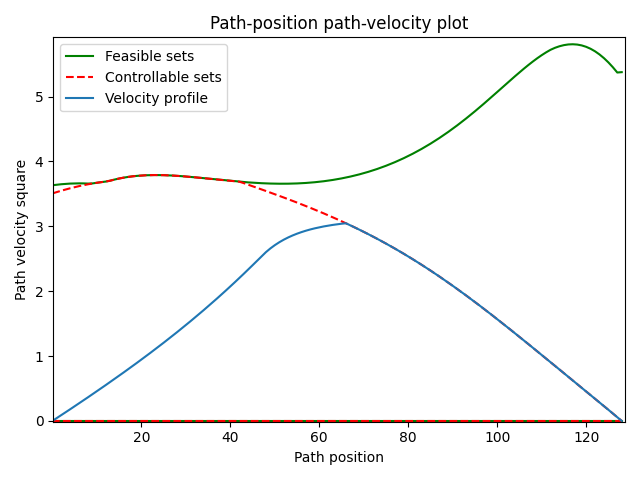 Path-position path-velocity plot
Feasible sets
Controllable sets
Velocity profile
Path velocity square
5
4
3
2
1
0
20 40 60 80 100 120
Path position